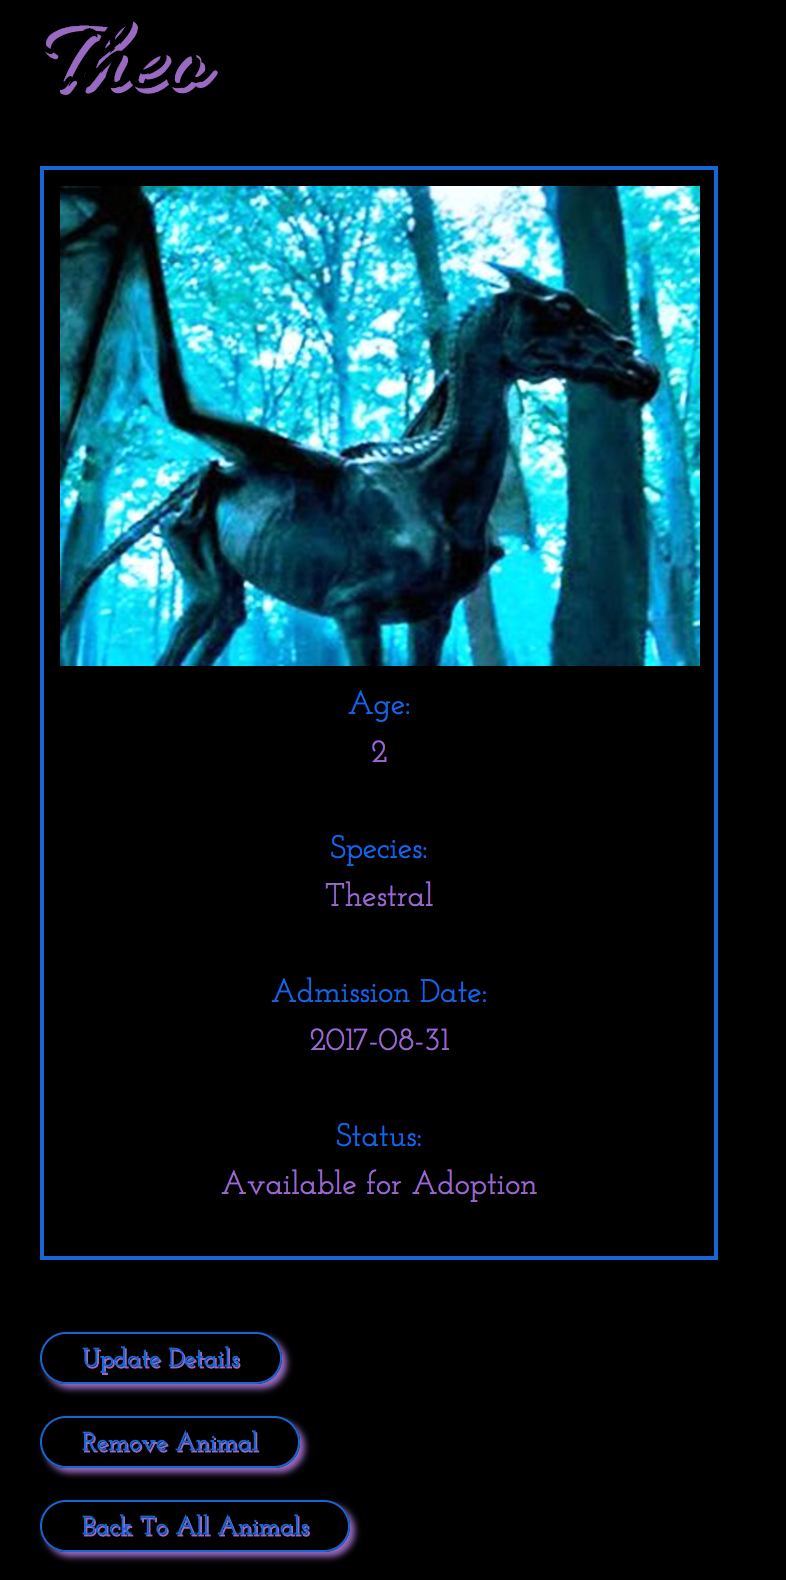 Theo
Age:
2
Species:
Thestral
Admission Date:
2017-08-31
Status:
Available for Adoption
Update Details
Remove Animal
Back To All Animals